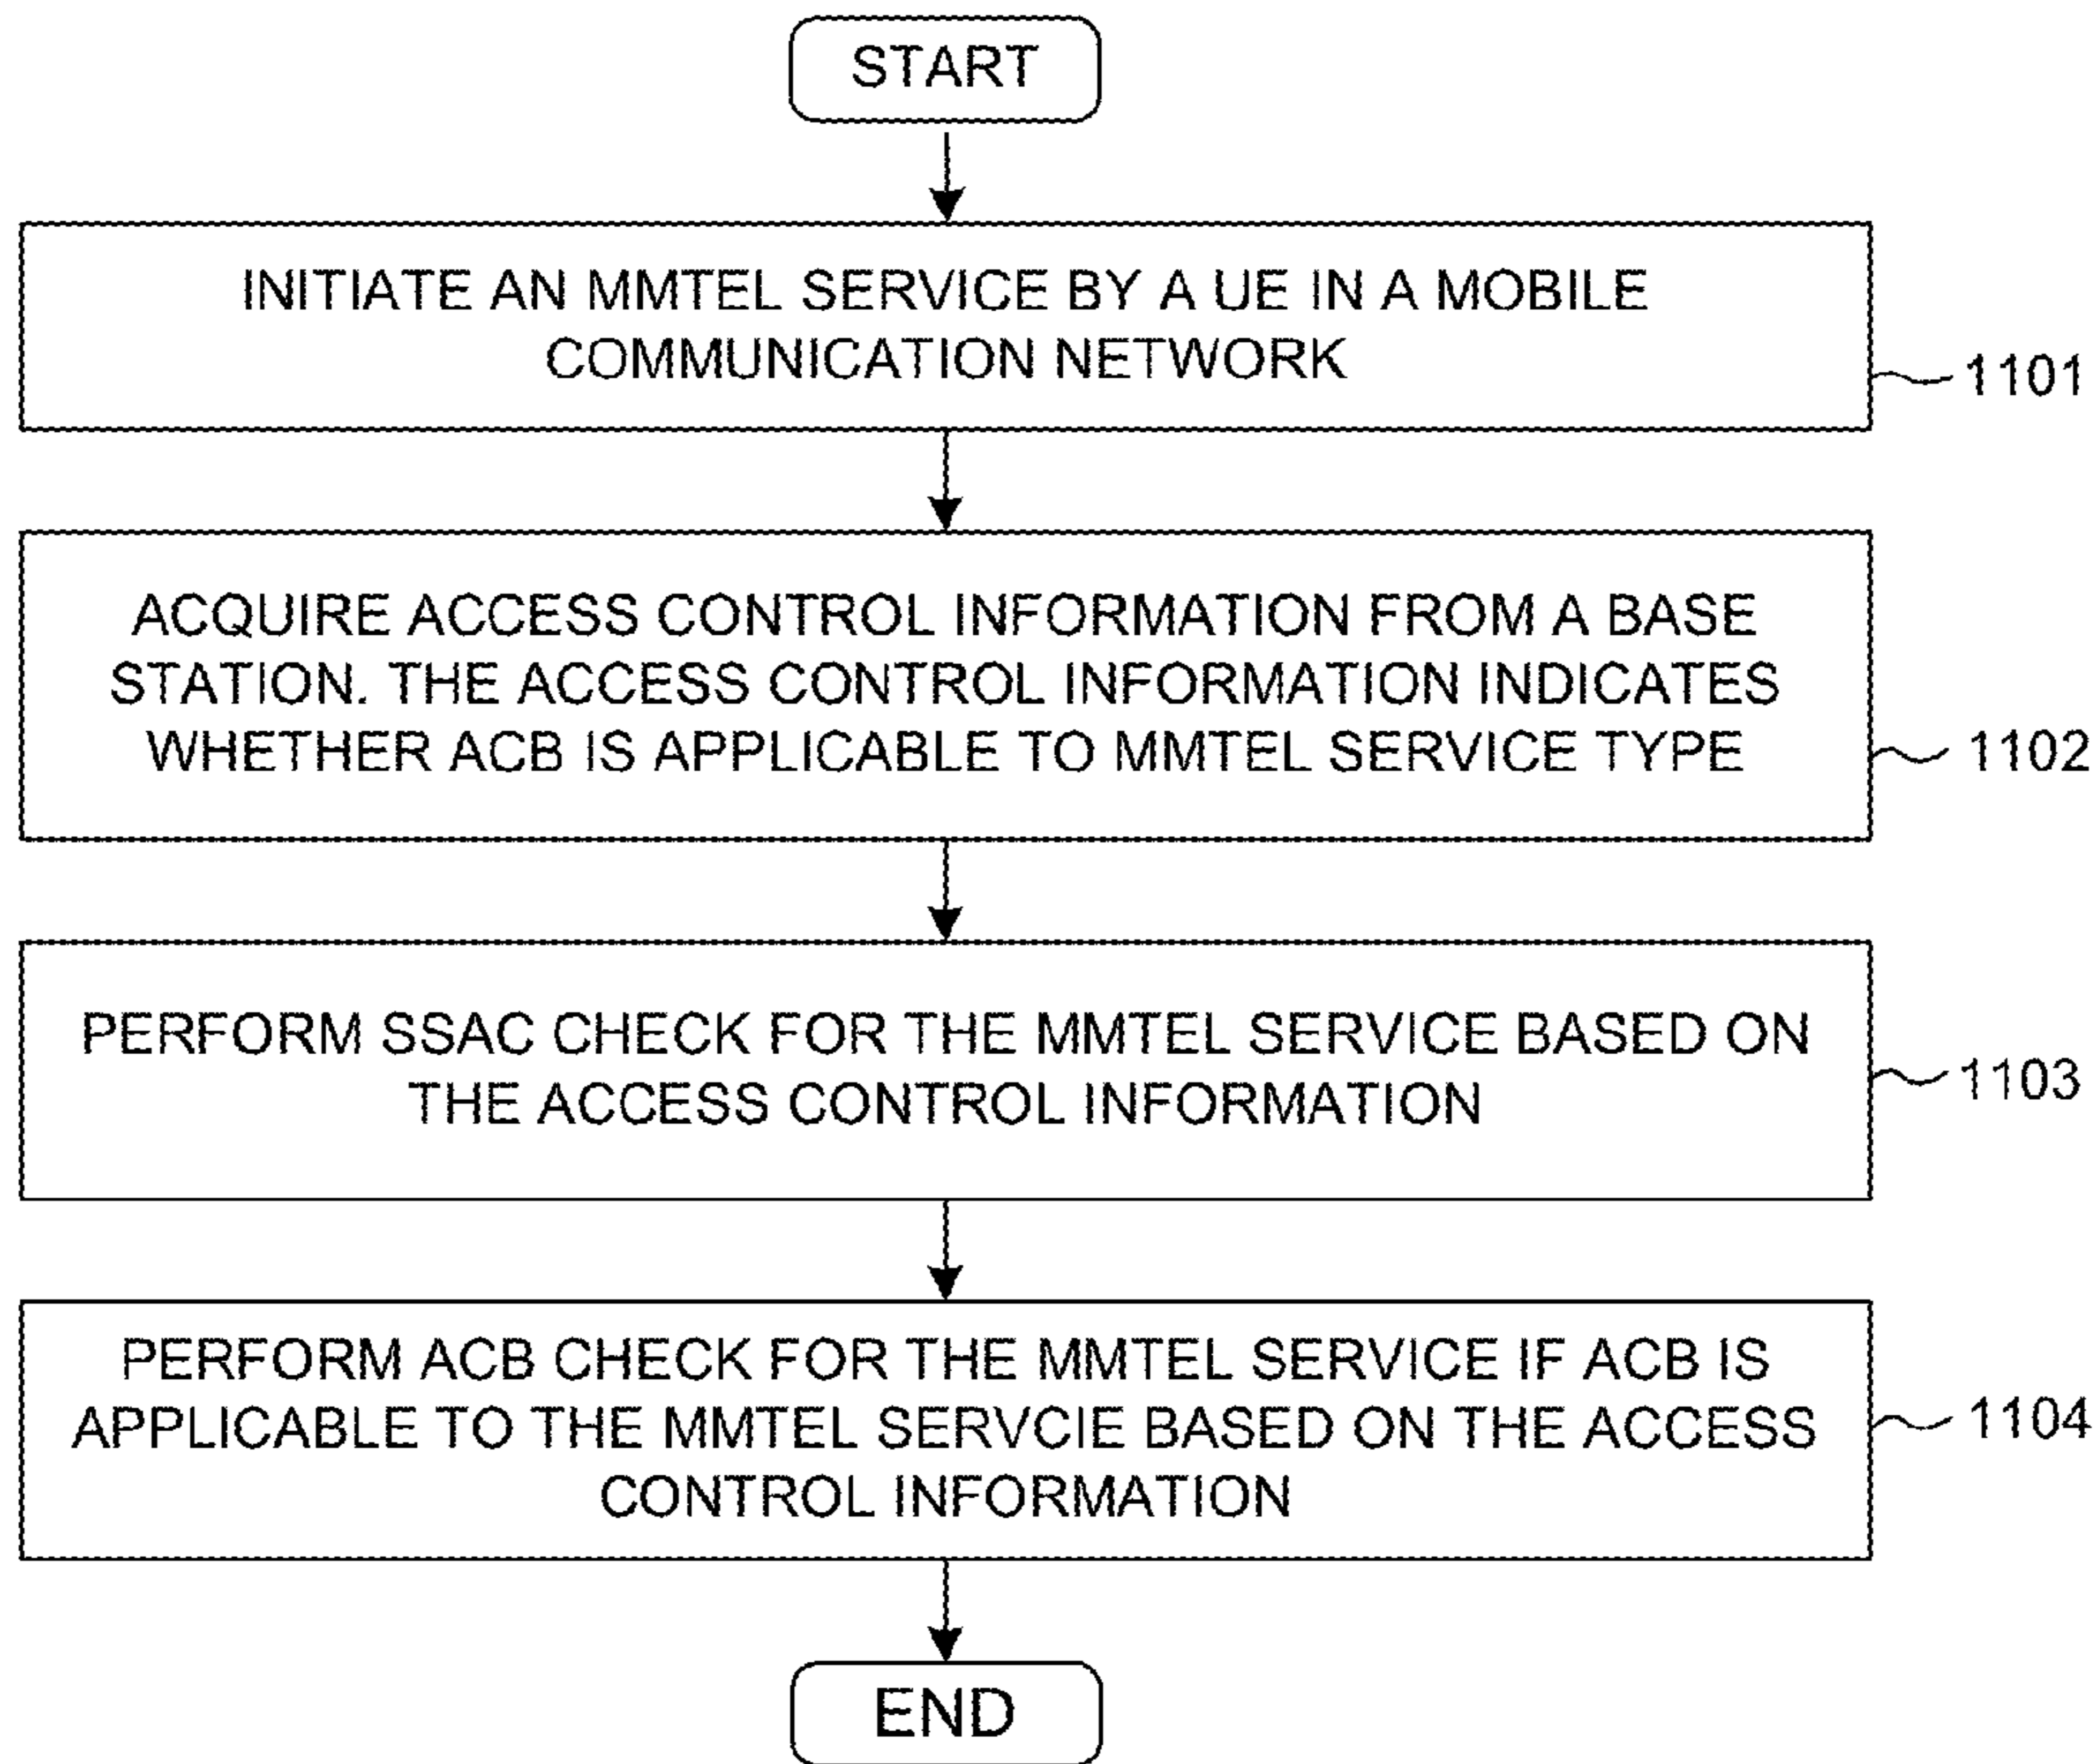 START
INITIATE AN MMTEL SERVICE BY A UE IN A MOBILE
COMMUNICATION NETWORK
1101
ACQUIRE ACCESS CONTROL INFORMATION FROM A BASE
STATION. THE ACCESS CONTROL INFORMATION INDICATES
WHETHER ACB IS APPLICABLE TO MMTEL SERVICE TYPE
1102
PERFORM SSAC CHECK FOR THE MMTEL SERVICE BASED ON
THE ACCESS CONTROL INFORMATION
1103
PERFORM ACB CHECK FOR THE MMTEL SERVICE IF ACB IS
APPLICABLE TO THE MMTEL SERVCIE BASED ON THE ACCESS
CONTROL INFORMATION
1104
END